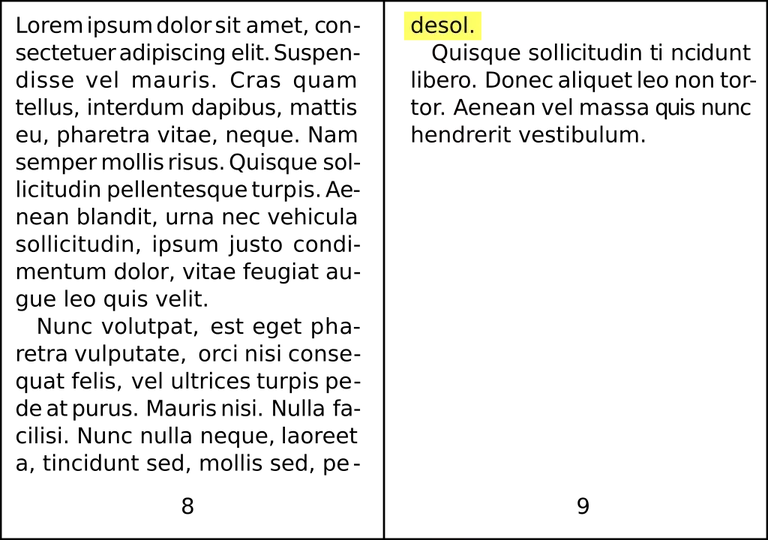 Lorem ipsum dolor sit amet, con-
sectetuer adipiscing elit. Suspen-
disse vel mauris. Cras quam
tellus, interdum dapibus, mattis
eu, pharetra vitae, neque. Nam
semper mollis risus. Quisque sol-
licitudin pellentesque turpis. Ae-
nean blandit, urna nec vehicula
sollicitudin, ipsum justo condi-
mentum dolor, vitae feugiat au-
gue leo quis velit.
Nunc volutpat, est eget pha-
retra vulputate, orci nisi conse-
quat felis, vel ultrices turpis pe-
de at purus. Mauris nisi. Nulla fa-
cilisi. Nunc nulla neque, laoreet
a, tincidunt sed, mollis sed, pe-
8
desol.
Quisque sollicitudin ti ncidunt
libero. Donec aliquet leo non tor-
tor. Aenean vel massa quis nunc
hendrerit vestibulum.
9